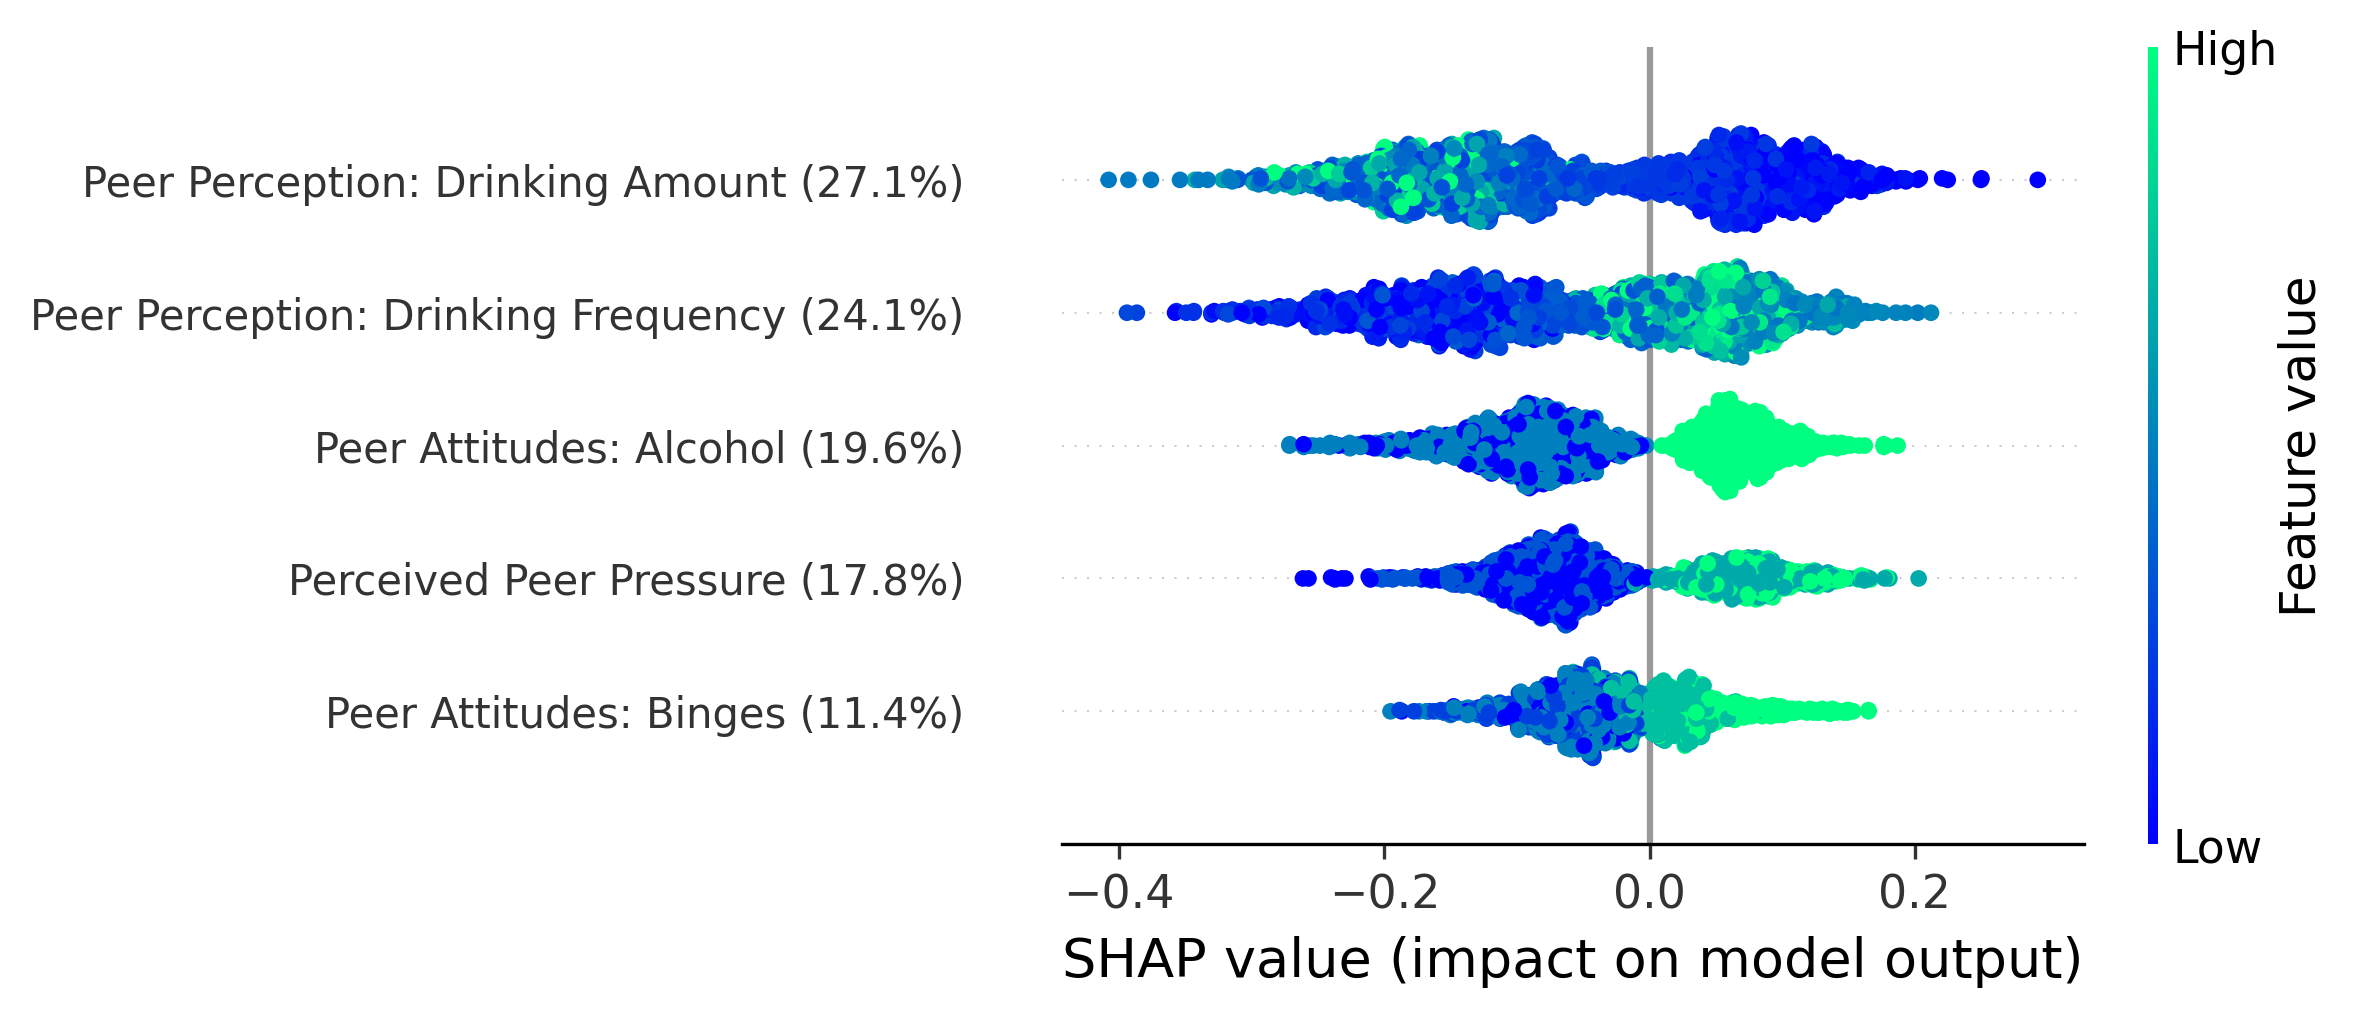 High
Peer Perception: Drinking Amount (27.1%)
Peer Perception: Drinking Frequency (24.1%)
Peer Attitudes: Alcohol (19.6%)
Perceived Peer Pressure (17.8%)
Peer Attitudes: Binges (11.4%)
Feature value
Low
−0.4 −0.2 0.0 0.2
SHAP value (impact on model output)